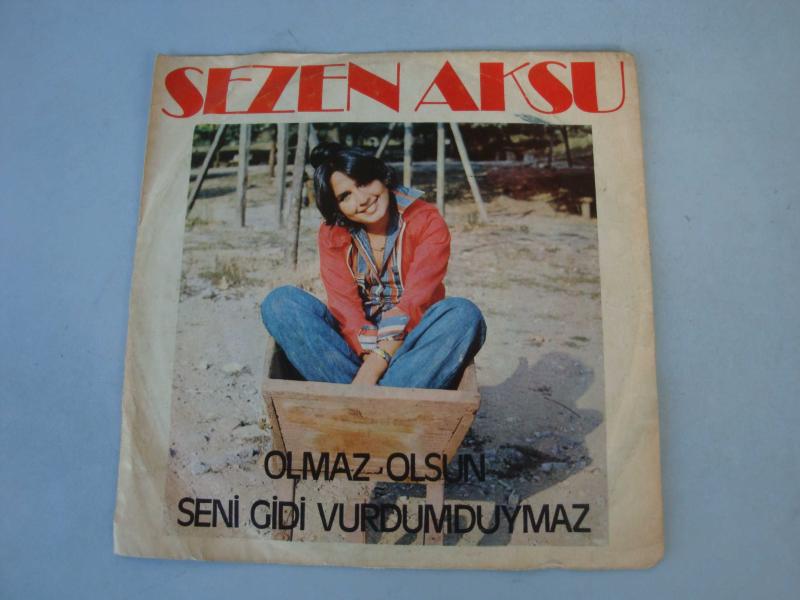 SEZEN AKSU
OLMAZ OLSUN
SENİ GİDİ VURDUMDUYMAZ